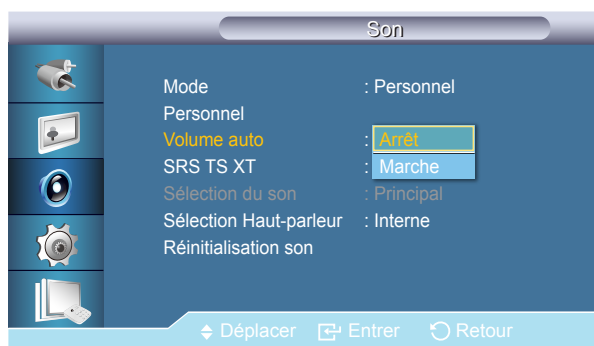 Son
Mode : Personnel
Personnel
Volume auto : Arrêt
SRS TS XT : Marche
Sélection du son : Principal
Sélection Haut-parleur : Interne
Réinitialisation son
Déplacer Entrer Retour